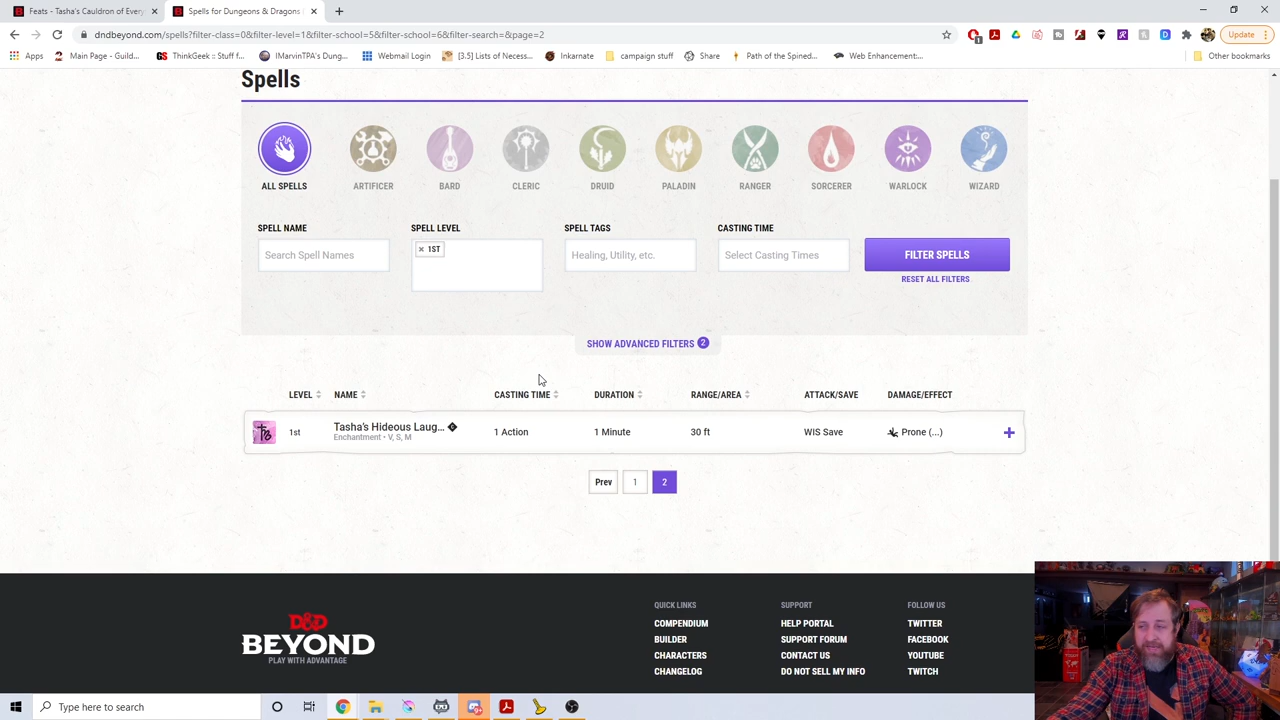 Feats - Tasha's Cauldron of Every
Spells for Dungeons & Dragons
dndbeyond.com/spells?filter-class=0&filter-level=1&filter-school=5&filter-school=6&filter-search=&page=2
Update
Apps
Main Page - Guild...
ThinkGeek :: Stuff f...
IMarvinTPA's Dung...
Webmail Login
[3.5] Lists of Necess...
Inkarnate
campaign stuff
Share
Path of the Spined...
Web Enhancement:...
Other bookmarks
Spells
ALL SPELLS
ARTIFICER
BARD
CLERIC
DRUID
PALADIN
RANGER
SORCERER
WARLOCK
WIZARD
SPELL NAME
SPELL LEVEL
SPELL TAGS
CASTING TIME
Search Spell Names
× 1ST
Healing, Utility, etc.
Select Casting Times
FILTER SPELLS
RESET ALL FILTERS
SHOW ADVANCED FILTERS 2
LEVEL NAME CASTING TIME DURATION RANGE/AREA ATTACK/SAVE DAMAGE/EFFECT
1st Tasha's Hideous Laug... 1 Action 1 Minute 30 ft WIS Save Prone (...)
Enchantment • V, S, M
Prev 1 2
D&D
BEYOND
PLAY WITH ADVANTAGE
QUICK LINKS
COMPENDIUM
BUILDER
CHARACTERS
CHANGELOG
SUPPORT
HELP PORTAL
SUPPORT FORUM
CONTACT US
DO NOT SELL MY INFO
FOLLOW US
TWITTER
FACEBOOK
YOUTUBE
TWITCH
Type here to search